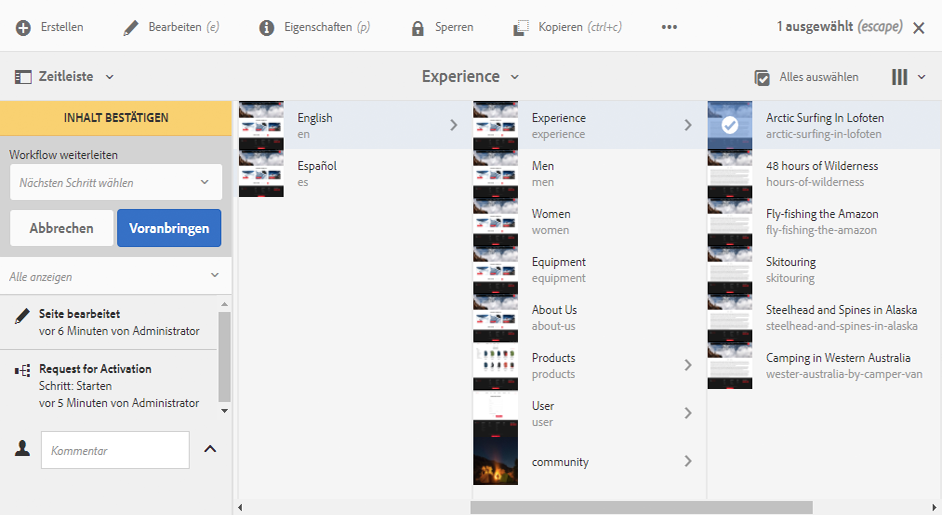 Erstellen
Bearbeiten (e)
Eigenschaften (p)
Sperren
Kopieren (ctrl+c)
1 ausgewählt (escape)
Zeitleiste
Experience
Alles auswählen
INHALT BESTÄTIGEN
Workflow weiterleiten
Nächsten Schritt wählen
Abbrechen
Voranbringen
Alle anzeigen
Seite bearbeitet
vor 6 Minuten von Administrator
Request for Activation
Schritt: Starten
vor 5 Minuten von Administrator
Kommentar
English
en
Español
es
Experience
experience
Men
men
Women
women
Equipment
equipment
About Us
about-us
Products
products
User
user
community
Arctic Surfing In Lofoten
arctic-surfing-in-lofoten
48 hours of Wilderness
hours-of-wilderness
Fly-fishing the Amazon
fly-fishing-the-amazon
Skitouring
skitouring
Steelhead and Spines in Alaska
steelhead-and-spines-in-alaska
Camping in Western Australia
wester-australia-by-camper-van